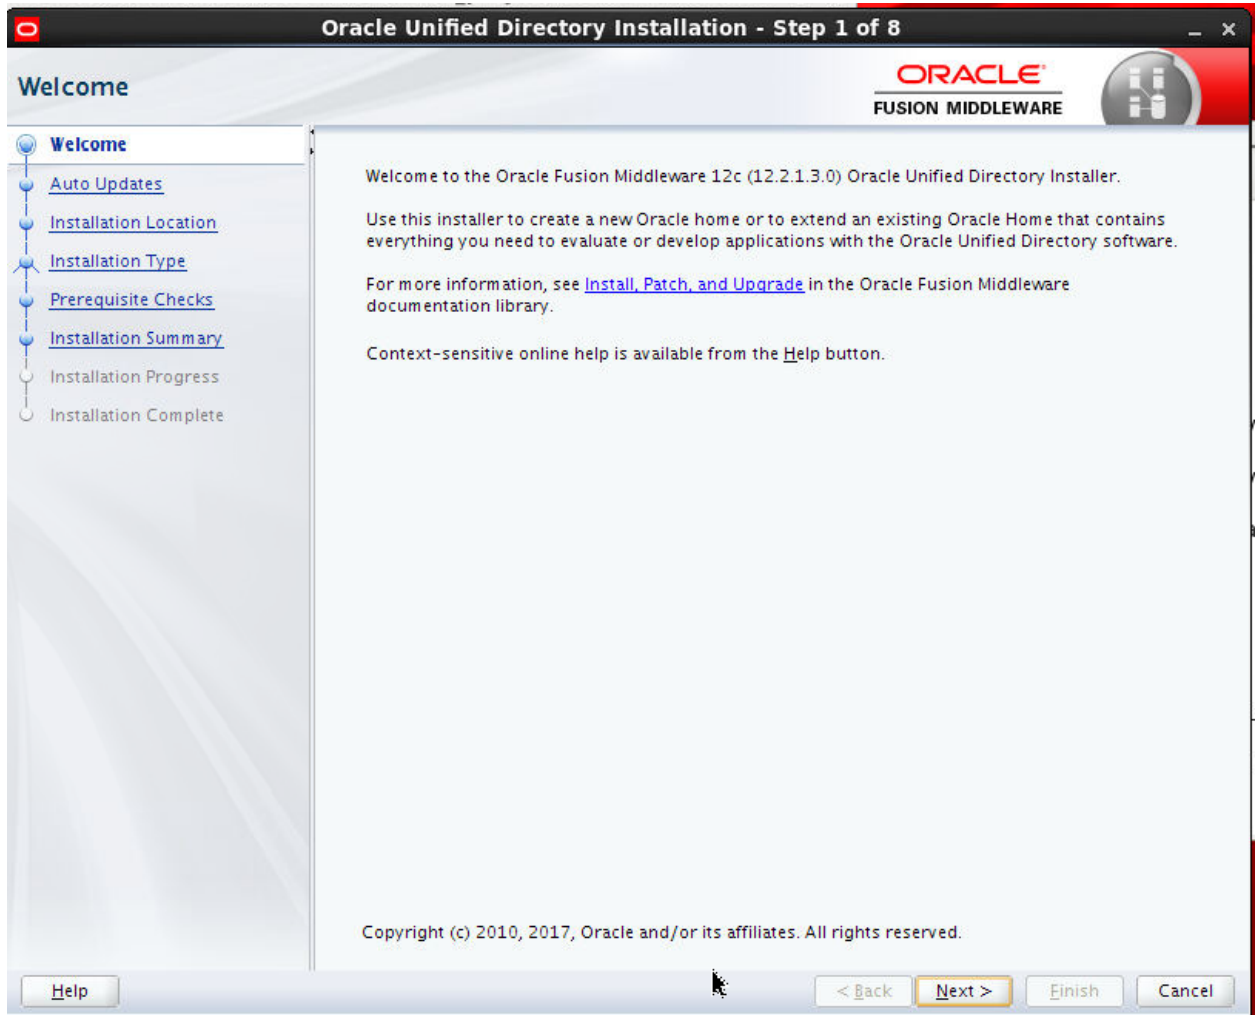 Oracle Unified Directory Installation - Step 1 of 8
Welcome
ORACLE
FUSION MIDDLEWARE
Welcome
Auto Updates
Installation Location
Installation Type
Prerequisite Checks
Installation Summary
Installation Progress
Installation Complete
Welcome to the Oracle Fusion Middleware 12c (12.2.1.3.0) Oracle Unified Directory Installer.
Use this installer to create a new Oracle home or to extend an existing Oracle Home that contains
everything you need to evaluate or develop applications with the Oracle Unified Directory software.
For more information, see Install, Patch, and Upgrade in the Oracle Fusion Middleware
documentation library.
Context-sensitive online help is available from the Help button.
Copyright (c) 2010, 2017, Oracle and/or its affiliates. All rights reserved.
Help
< Back
Next >
Finish
Cancel